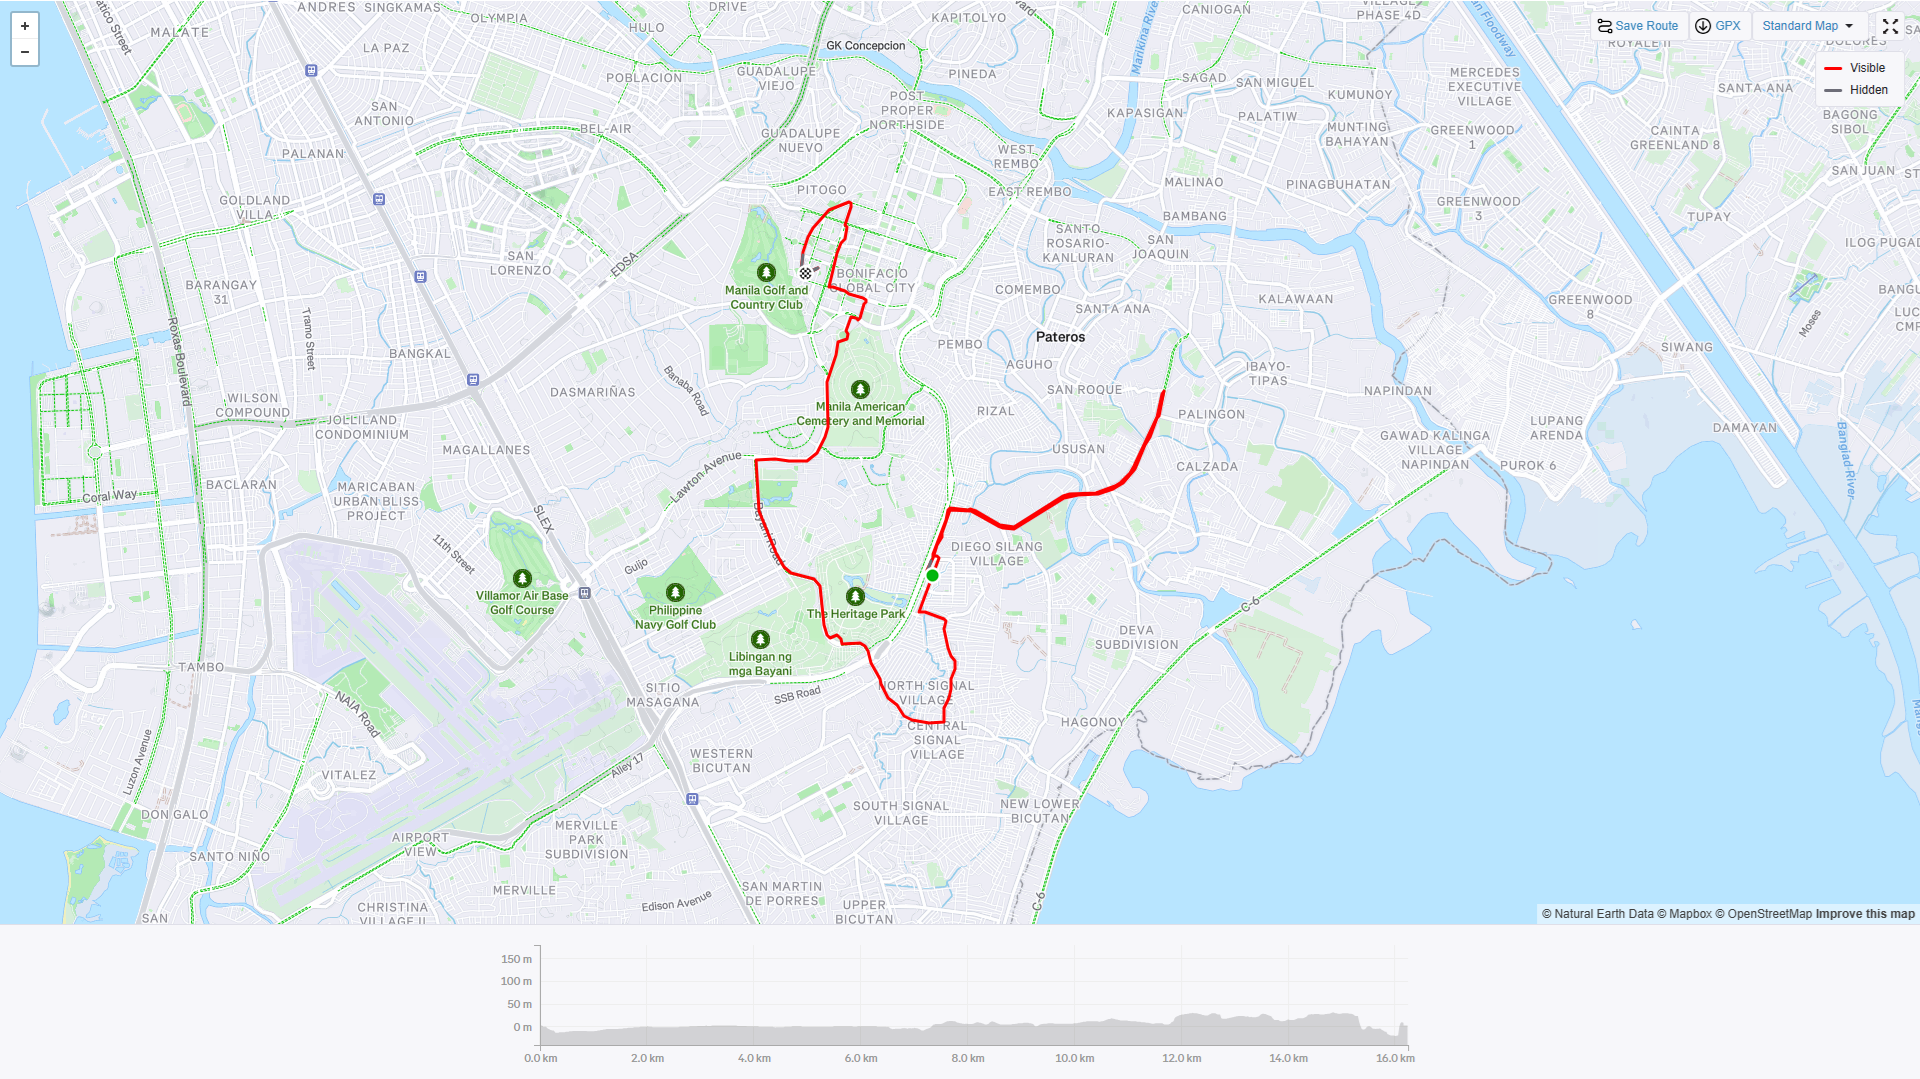 +
−
Save Route
GPX
Standard Map
Visible
Hidden
MALATE
ANDRES
SINGKAMAS
OLYMPIA
HULO
DRIVE
KAPITOLYO
CANIOGAN
VILLAGE
PHASE 4D
San Floodway
ROYALE II
DOLORES
LA PAZ
GK Concepcion
Marikina River
POBLACION
GUADALUPE
VIEJO
PINEDA
SAGAD
SAN MIGUEL
KUMUNOY
MERCEDES
EXECUTIVE
VILLAGE
SANTA ANA
SAN
ANTONIO
POST
PROPER
NORTHSIDE
KAPASIGAN
PALATIW
BAGONG
SIBOL
BEL-AIR
GUADALUPE
NUEVO
MUNTING
BAHAYAN
GREENWOOD
1
CAINTA
GREENLAND 8
PALANAN
WEST
REMBO
SAN JUAN
PITOGO
EAST REMBO
MALINAO
PINAGBUHATAN
GOLDLAND
VILLA
GREENWOOD
3
BAMBANG
TUPAY
SANTO
ROSARIO-
KANLURAN
SAN
JOAQUIN
ILOG PUGAD
SAN
LORENZO
EDSA
BONIFACIO
GLOBAL CITY
BARANGAY
31
Manila Golf and
Country Club
COMEMBO
KALAWAAN
GREENWOOD
8
SANTA ANA
Tramo Street
Roxas Boulevard
Moses
Pateros
PEMBO
SIWANG
BANGKAL
AGUHO
IBAYO-
TIPAS
DASMARIÑAS
Banaba Road
SAN ROQUE
NAPINDAN
WILSON
COMPOUND
Manila American
Cemetery and Memorial
RIZAL
PALINGON
LUPANG
ARENDA
JOLLILAND
CONDOMINIUM
DAMAYAN
MAGALLANES
USUSAN
GAWAD KALINGA
VILLAGE
NAPINDAN
Lawton Avenue
CALZADA
PUROK 6
Bangiad River
BACLARAN
MARICABAN
URBAN BLISS
PROJECT
Coral Way
SLEX
Bayani Road
11th Street
DIEGO SILANG
VILLAGE
Guijo
Villamor Air Base
Golf Course
Philippine
Navy Golf Club
The Heritage Park
C-6
DEVA
SUBDIVISION
Libingan ng
mga Bayani
TAMBO
SITIO
MASAGANA
SSB Road
NORTH SIGNAL
VILLAGE
NAIA Road
HAGONOY
CENTRAL
SIGNAL
VILLAGE
Luzon Avenue
WESTERN
BICUTAN
Alley 17
VITALEZ
DON GALO
SOUTH SIGNAL
VILLAGE
NEW LOWER
BICUTAN
AIRPORT
VIEW
MERVILLE
PARK
SUBDIVISION
SANTO NIÑO
MERVILLE
SAN MARTIN
DE PORRES
Edison Avenue
C-6
CHRISTINA
VILLAGE II
UPPER
BICUTAN
SAN
© Natural Earth Data © Mapbox © OpenStreetMap Improve this map
150 m
100 m
50 m
0 m
0.0 km
2.0 km
4.0 km
6.0 km
8.0 km
10.0 km
12.0 km
14.0 km
16.0 km